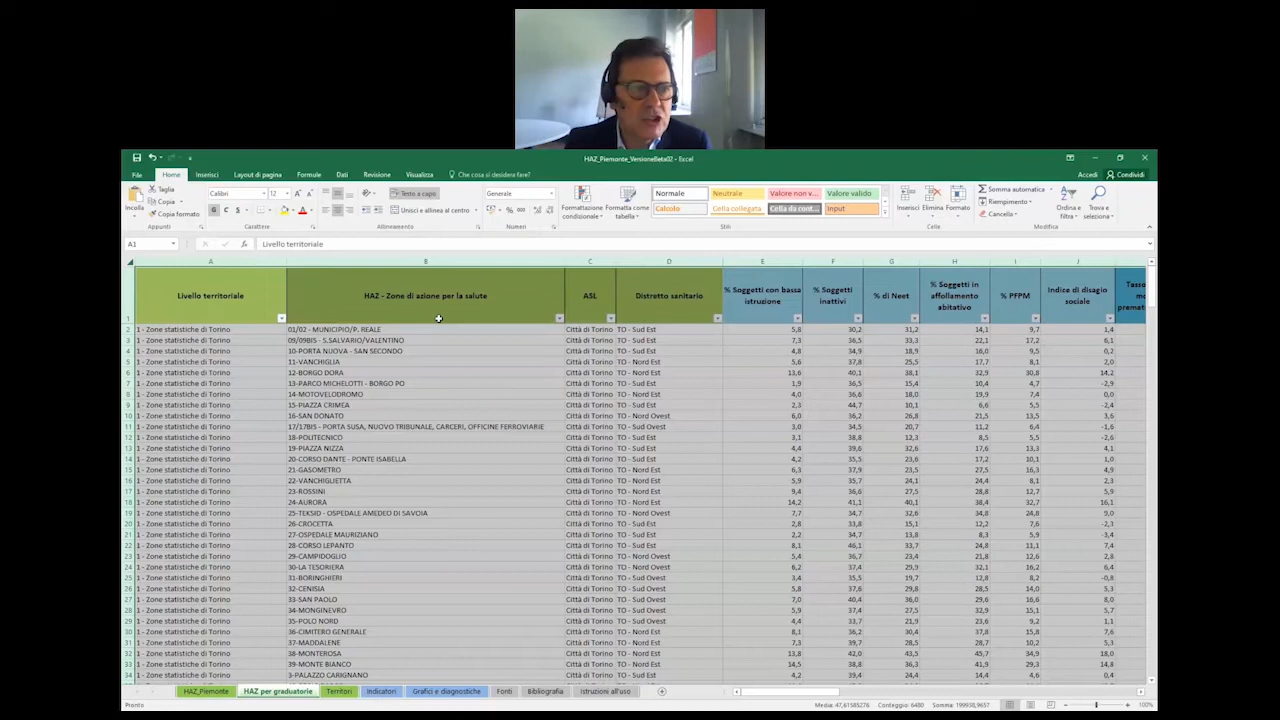 HAZ_Piemonte_VersioneBeta02 - Excel
File Home Inserisci Layout di pagina Formule Dati Revisione Visualizza Che cosa si desidera fare? Accedi Condividi
Incolla Taglia Copia Copia formato Appunti
Calibri 12 G C S Carattere
Testo a capo Unisci e allinea al centro Allineamento
Generale Numeri
Formattazione condizionale Formatta come tabella
Normale Neutrale Valore non v... Valore valido
Calcolo Cella collegata Cella da cont... Input
Stili
Inserisci Elimina Formato Celle
Somma automatica Riempimento Cancella Ordina e filtra Trova e seleziona Modifica
A1 Livello territoriale
A B C D E F G H I J
1 Livello territoriale HAZ - Zone di azione per la salute ASL Distretto sanitario % Soggetti con bassa istruzione % Soggetti inattivi % di Neet % Soggetti in affollamento abitativo % PFPM Indice di disagio sociale
2 1 - Zone statistiche di Torino 01/02 - MUNICIPIO/P. REALE Città di Torino TO - Sud Est 5,8 30,2 31,2 14,1 9,7 1,4
3 1 - Zone statistiche di Torino 09/09BIS - S.SALVARIO/VALENTINO Città di Torino TO - Sud Est 7,3 36,5 33,3 22,1 17,2 6,1
4 1 - Zone statistiche di Torino 10-PORTA NUOVA - SAN SECONDO Città di Torino TO - Sud Est 4,8 34,9 18,9 16,0 9,5 0,2
5 1 - Zone statistiche di Torino 11-VANCHIGLIA Città di Torino TO - Nord Est 5,6 37,8 25,5 17,7 8,1 2,0
6 1 - Zone statistiche di Torino 12-BORGO DORA Città di Torino TO - Nord Est 13,6 40,1 38,1 32,9 30,8 14,2
7 1 - Zone statistiche di Torino 13-PARCO MICHELOTTI - BORGO PO Città di Torino TO - Sud Est 1,9 36,5 15,4 10,4 4,7 -2,9
8 1 - Zone statistiche di Torino 14-MOTOVELODROMO Città di Torino TO - Nord Est 4,0 36,0 18,0 19,9 7,4 0,0
9 1 - Zone statistiche di Torino 15-PIAZZA CRIMEA Città di Torino TO - Sud Est 2,3 44,7 10,1 6,6 5,5 -2,4
10 1 - Zone statistiche di Torino 16-SAN DONATO Città di Torino TO - Nord Ovest 6,0 36,2 26,8 21,5 13,5 3,6
11 1 - Zone statistiche di Torino 17/17BIS - PORTA SUSA, NUOVO TRIBUNALE, CARCERI, OFFICINE FERROVIARIE Città di Torino TO - Sud Ovest 3,0 34,5 20,7 11,2 6,4 -1,6
12 1 - Zone statistiche di Torino 18-POLITECNICO Città di Torino TO - Sud Est 3,1 38,8 12,3 8,5 5,5 -2,6
13 1 - Zone statistiche di Torino 19-PIAZZA NIZZA Città di Torino TO - Sud Est 4,4 39,6 32,6 17,2 13,3 4,1
14 1 - Zone statistiche di Torino 20-CORSO DANTE - PONTE ISABELLA Città di Torino TO - Sud Est 4,4 35,5 23,6 17,2 10,1 1,0
15 1 - Zone statistiche di Torino 21-GASOMETRO Città di Torino TO - Nord Est 6,3 37,9 23,5 27,5 16,3 4,9
16 1 - Zone statistiche di Torino 22-VANCHIGLIETTA Città di Torino TO - Nord Est 5,9 35,7 24,1 24,4 8,1 2,3
17 1 - Zone statistiche di Torino 23-ROSSINI Città di Torino TO - Nord Est 9,4 36,6 27,5 28,8 12,7 5,9
18 1 - Zone statistiche di Torino 24-AURORA Città di Torino TO - Nord Est 14,2 41,1 40,1 38,4 32,7 16,1
19 1 - Zone statistiche di Torino 25-TEKSID - OSPEDALE AMEDEO DI SAVOIA Città di Torino TO - Nord Ovest 7,7 34,7 32,6 34,8 24,8 9,0
20 1 - Zone statistiche di Torino 26-CROCETTA Città di Torino TO - Sud Est 2,8 33,8 15,1 12,2 7,6 -2,3
21 1 - Zone statistiche di Torino 27-OSPEDALE MAURIZIANO Città di Torino TO - Sud Est 2,2 34,7 13,8 8,3 5,9 -3,4
22 1 - Zone statistiche di Torino 28-CORSO LEPANTO Città di Torino TO - Sud Est 8,1 46,1 33,7 24,8 11,1 7,4
23 1 - Zone statistiche di Torino 29-CAMPIDOGLIO Città di Torino TO - Nord Ovest 5,4 36,7 23,4 21,8 12,6 2,8
24 1 - Zone statistiche di Torino 30-LA TESORIERA Città di Torino TO - Nord Ovest 6,2 37,4 29,9 32,1 16,2 6,4
25 1 - Zone statistiche di Torino 31-BORINGHIERI Città di Torino TO - Sud Ovest 3,4 35,5 19,7 12,8 8,2 -0,8
26 1 - Zone statistiche di Torino 32-CENISIA Città di Torino TO - Sud Ovest 5,7 37,6 29,8 28,5 14,0 5,3
27 1 - Zone statistiche di Torino 33-SAN PAOLO Città di Torino TO - Sud Ovest 7,0 40,4 36,0 29,6 16,6 8,0
28 1 - Zone statistiche di Torino 34-MONGINEVRO Città di Torino TO - Sud Ovest 5,9 37,4 37,4 29,7 15,1 5,7
29 1 - Zone statistiche di Torino 35-POLO NORD Città di Torino TO - Sud Ovest 4,4 33,7 21,9 23,6 9,2 1,1
30 1 - Zone statistiche di Torino 36-CIMITERO GENERALE Città di Torino TO - Nord Est 8,1 36,2 30,4 37,8 15,8 7,6
31 1 - Zone statistiche di Torino 37-MADDALENE Città di Torino TO - Nord Est 7,3 39,7 28,5 28,7 10,2 5,3
32 1 - Zone statistiche di Torino 38-MONTEROSA Città di Torino TO - Nord Est 13,8 42,0 43,5 45,7 34,9 18,0
33 1 - Zone statistiche di Torino 39-MONTE BIANCO Città di Torino TO - Nord Est 14,5 38,7 36,3 41,9 29,3 14,8
34 1 - Zone statistiche di Torino 3-PALAZZO CARIGNANO Città di Torino TO - Sud Est
HAZ_Piemonte HAZ per graduatorie Territori Indicatori Grafici e diagnostiche Fonti Bibliografia Istruzioni all'uso
Pronto Media: 47,61585276 Conteggio: 6480 Somma: 199938,9657 100%